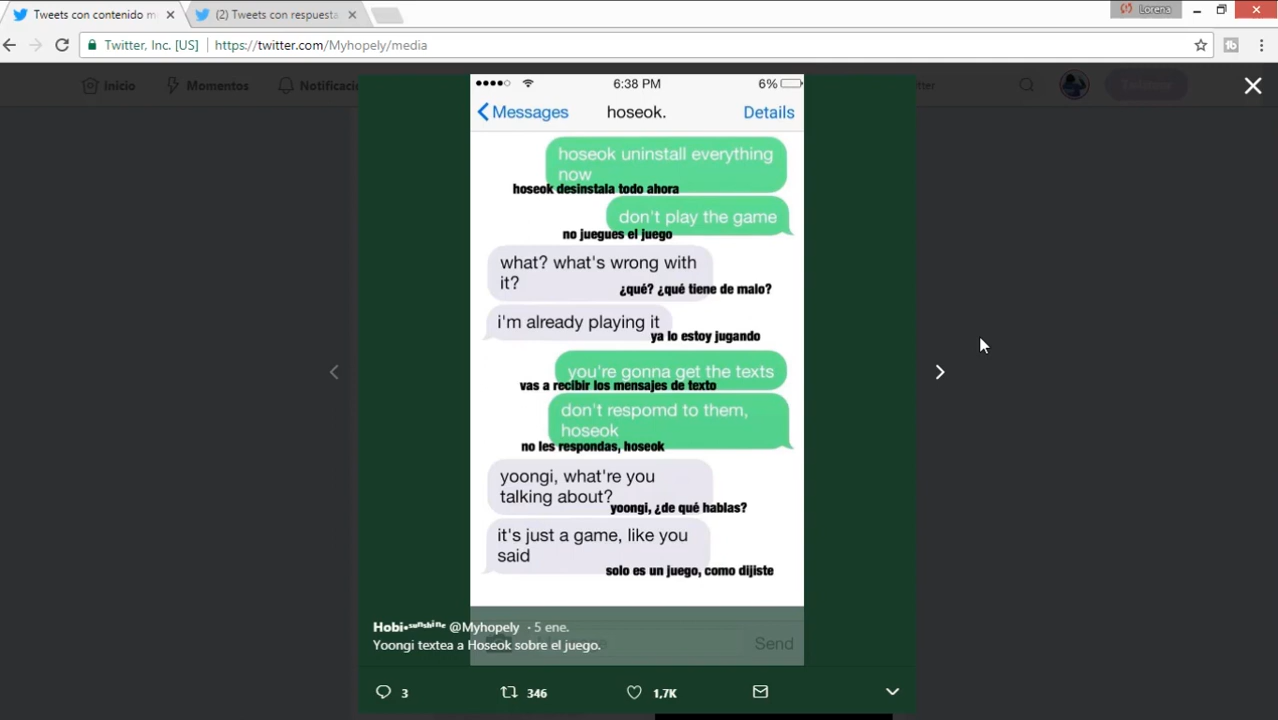 Tweets con contenido m
(2) Tweets con respuesta
Lorena
Twitter, Inc. [US]
https://twitter.com/Myhopely/media
Inicio
Momentos
Notificacio
tter
6:38 PM
6%
Messages
hoseok.
Details
hoseok uninstall everything
now
hoseok desinstala todo ahora
don't play the game
no juegues el juego
what? what's wrong with
it?
¿qué? ¿qué tiene de malo?
i'm already playing it
ya lo estoy jugando
you're gonna get the texts
vas a recibir los mensajes de texto
don't respomd to them,
hoseok
no les respondas, hoseok
yoongi, what're you
talking about?
yoongi, ¿de qué hablas?
it's just a game, like you
said
solo es un juego, como dijiste
Hobi•ˢᵘⁿˢʰⁱⁿᵉ @Myhopely · 5 ene.
Yoongi textea a Hoseok sobre el juego.
Send
3
346
1,7K